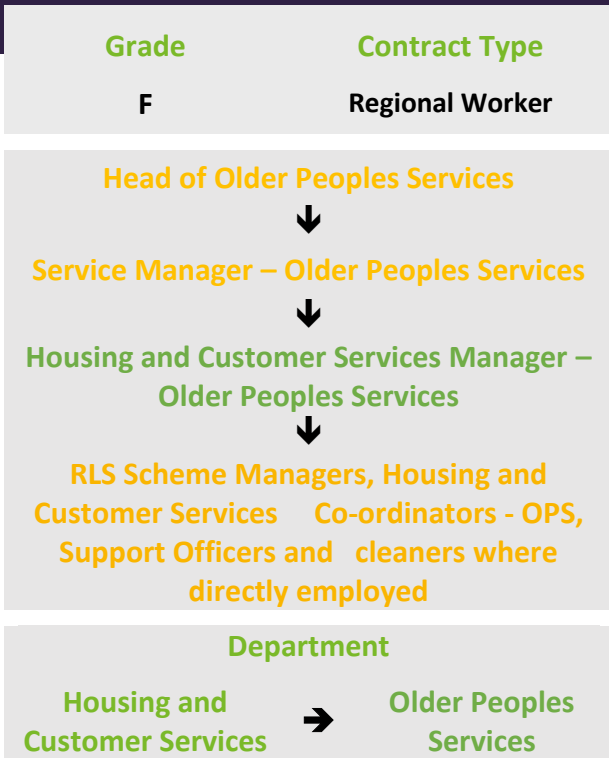 Grade Contract Type
F Regional Worker
Head of Older Peoples Services
↓
Service Manager – Older Peoples Services
↓
Housing and Customer Services Manager –
Older Peoples Services
↓
RLS Scheme Managers, Housing and
Customer Services Co-ordinators - OPS,
Support Officers and cleaners where
directly employed
Department
Housing and Older Peoples
Customer Services → Services